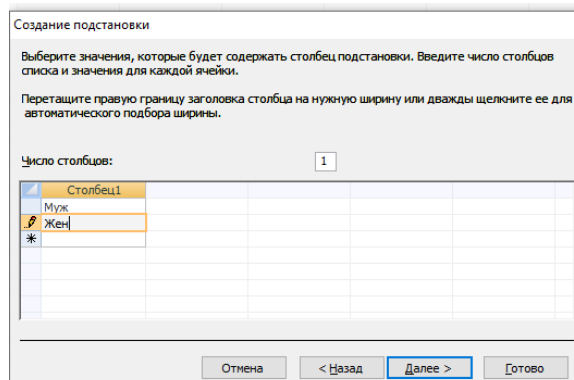 Создание подстановки
Выберите значения, которые будет содержать столбец подстановки. Введите число столбцов
списка и значения для каждой ячейки.
Перетащите правую границу заголовка столбца на нужную ширину или дважды щелкните ее для
автоматического подбора ширины.
Число столбцов: 1
Столбец1
Муж
Жен
Отмена < Назад Далее > Готово